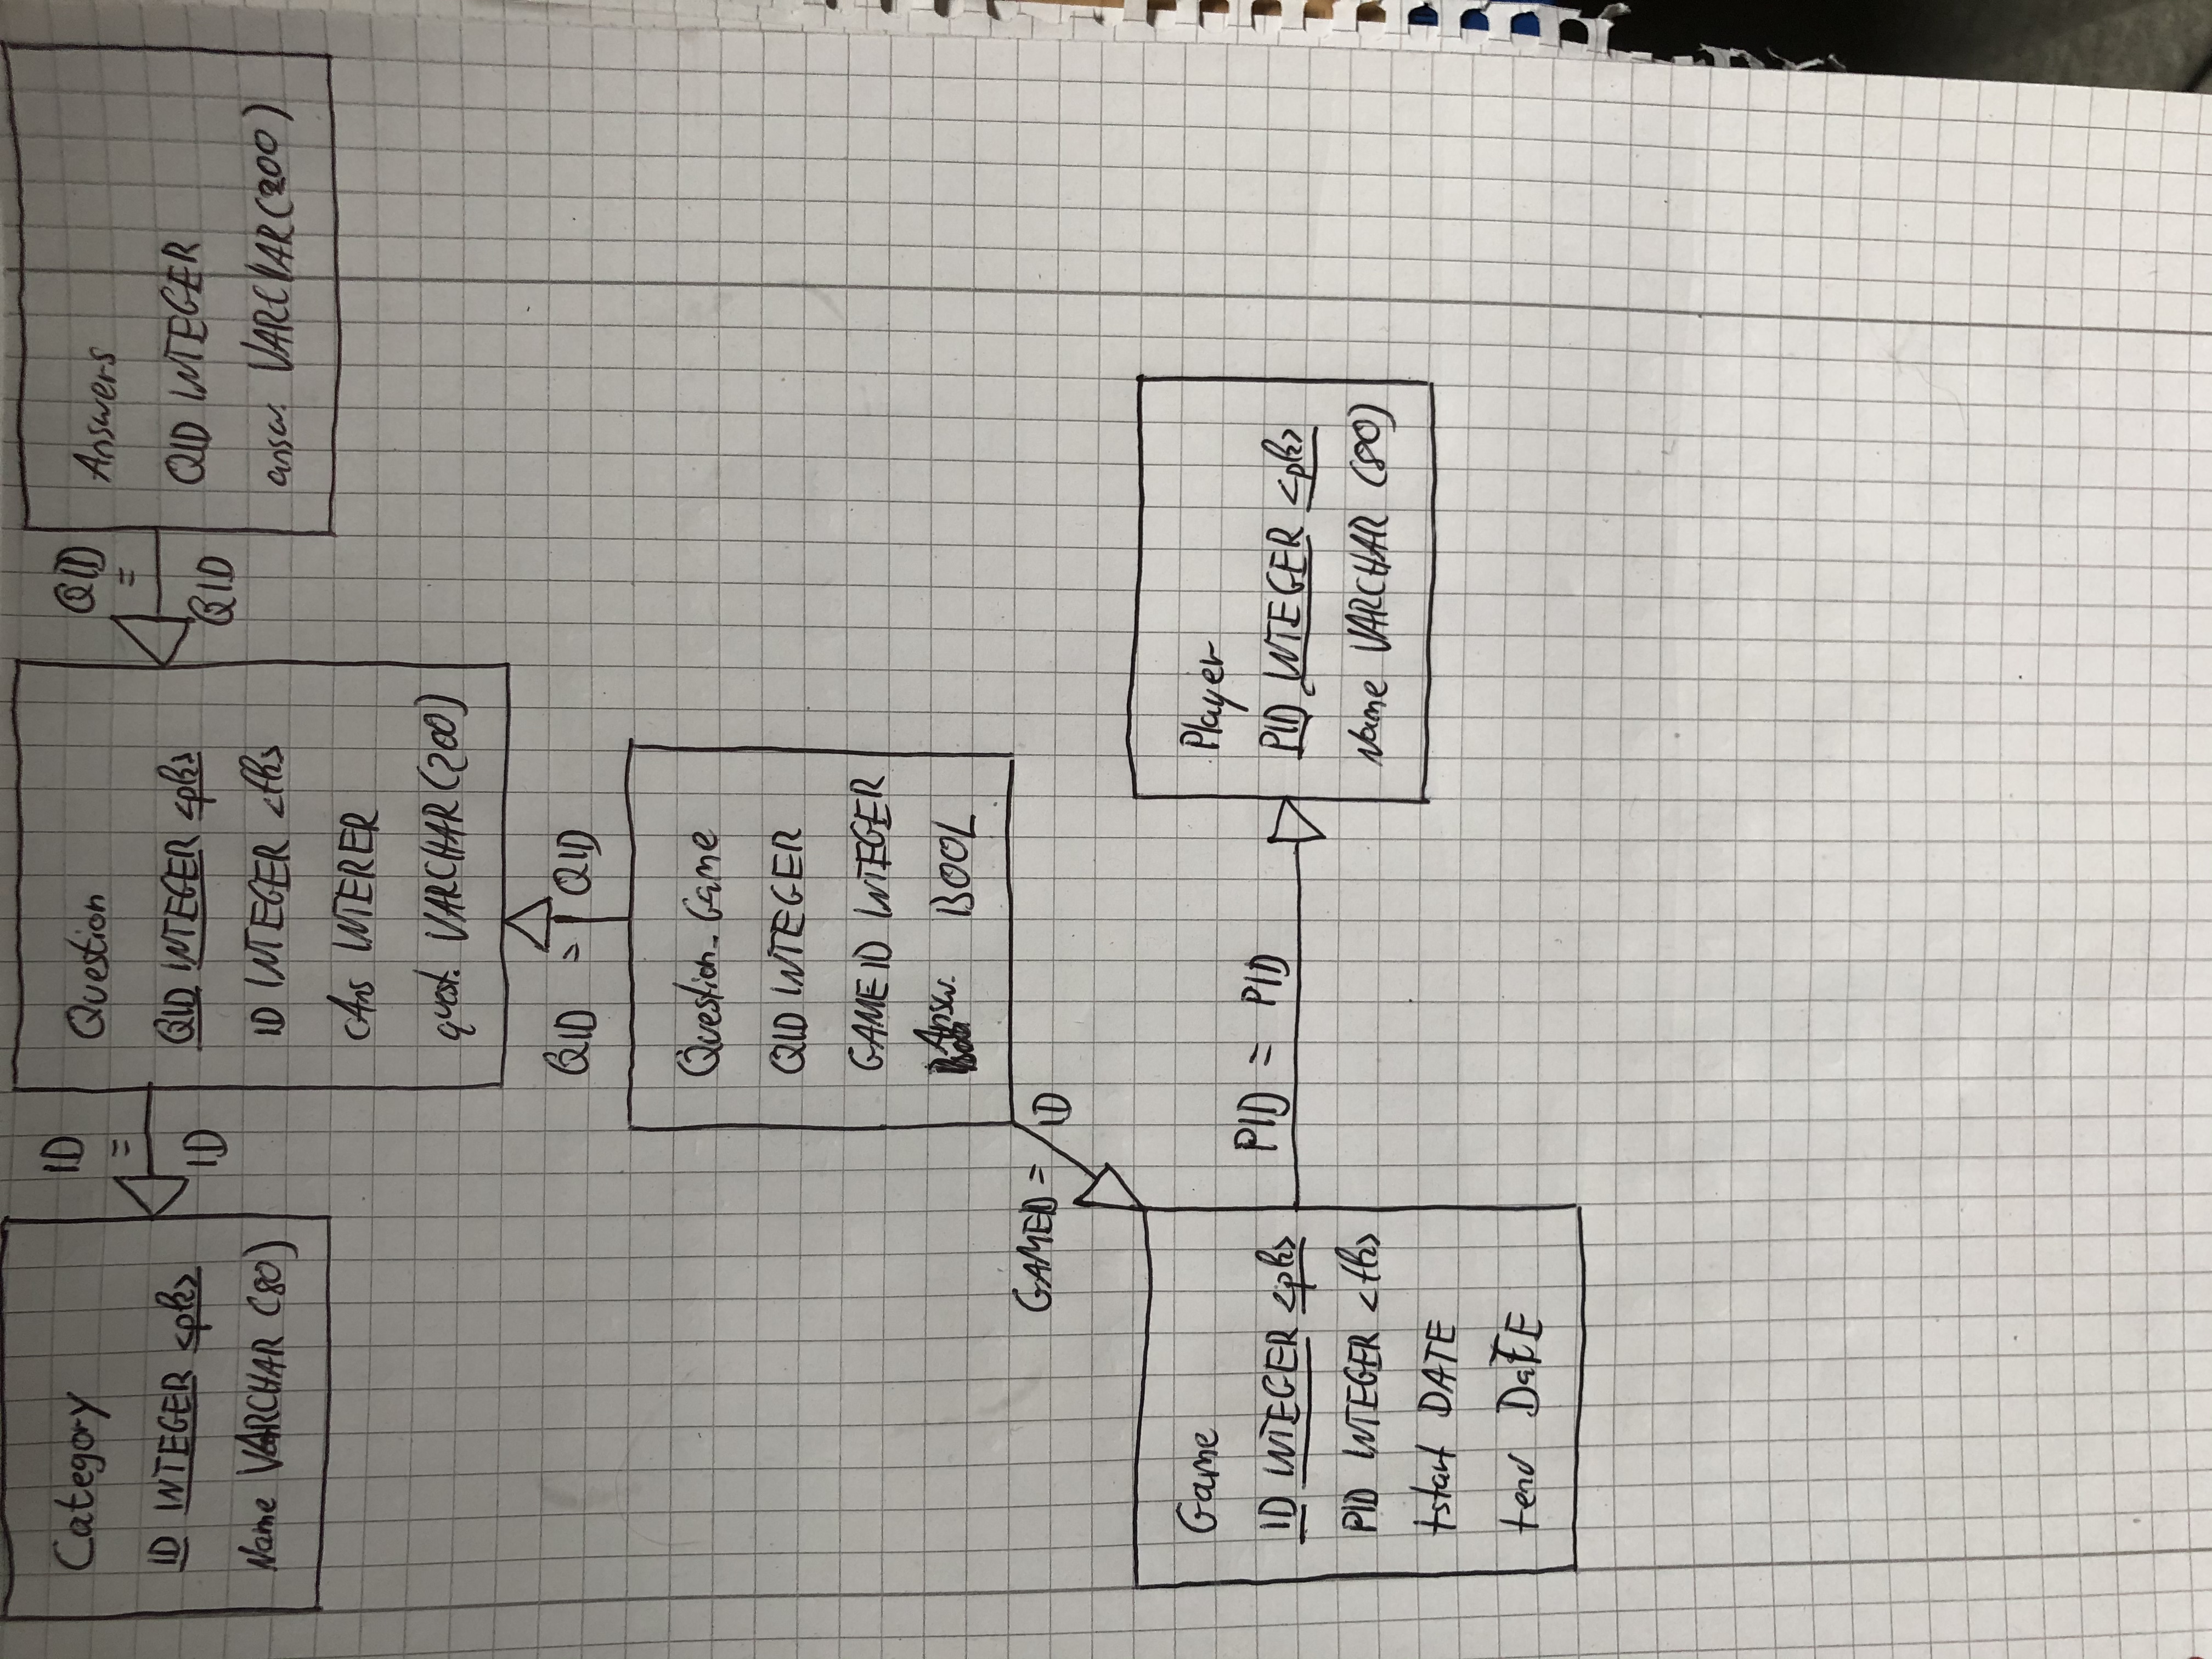 Category
ID INTEGER <pk>
Name VARCHAR (80)
ID
=
ID
Question
QID INTEGER <pk>
ID INTEGER <fk>
CAns INTERER
quest. VARCHAR (200)
QID
=
QID
Answers
QID INTEGER
answ. VARCHAR(200)
QID = QID
Question_Game
QID INTEGER
GAMEID INTEGER
Answ. BOOL
GAMEID = ID
Game
ID INTEGER <pk>
PID INTEGER <fk>
tstart DATE
tend DATE
PID = PID
Player
PID INTEGER <pk>
Name VARCHAR (80)